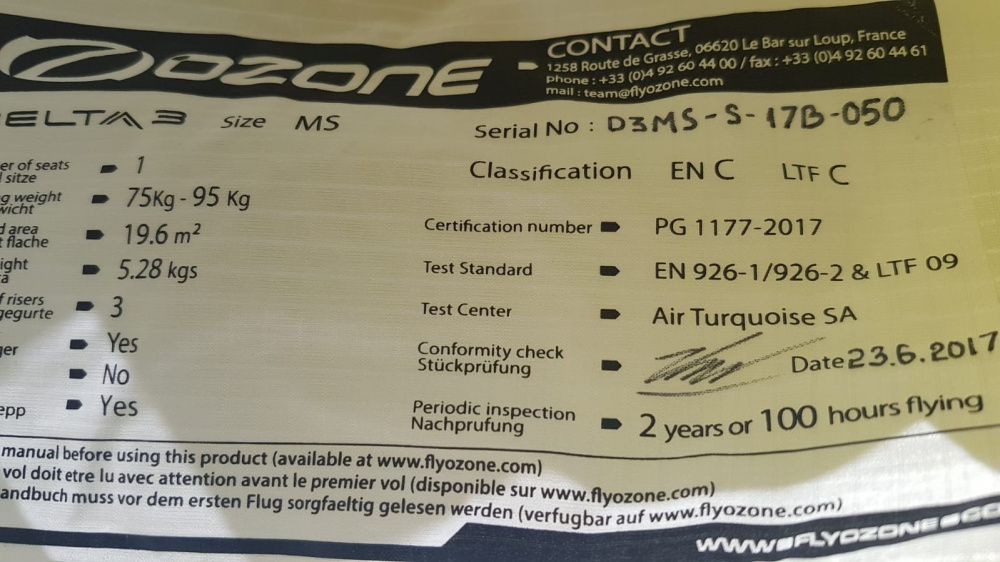 OZONE
CONTACT
1258 Route de Grasse, 06620 Le Bar sur Loup, France
Phone : +33 (0)4 92 60 44 00 / fax : +33 (0)4 92 60 44 61
mail : team@flyozone.com
ELTA 3 Size MS
Serial No : D3MS-S-17B-050
er of seats 1
sitze
Classification EN C LTF C
g weight 75Kg - 95 Kg
wicht
d area 19.6 m²
t flache
Certification number PG 1177-2017
ight 5.28 kgs
Test Standard EN 926-1/926-2 & LTF 09
f risers 3
gegurte
Test Center Air Turquoise SA
er Yes
Conformity check
Stückprüfung
Date 23.6.2017
No
epp Yes
Periodic inspection 2 years or 100 hours flying
Nachprufung
manual before using this product (available at www.flyozone.com)
vol doit etre lu avec attention avant le premier vol (disponible sur www.flyozone.com)
andbuch muss vor dem ersten Flug sorgfaeltig gelesen werden (verfugbar auf www.flyozone.com)
WWW.FLYOZONE.CO